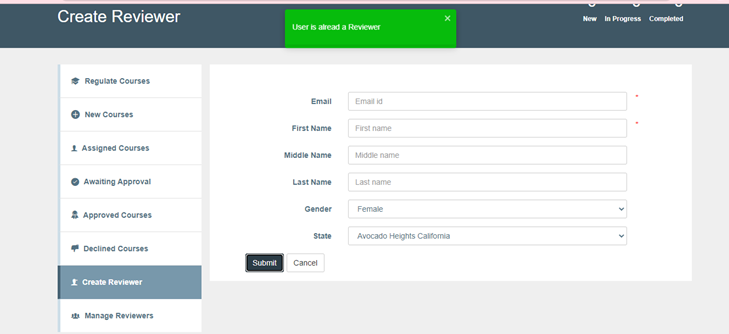 Create Reviewer
User is alread a Reviewer
×
New In Progress Completed
Regulate Courses
New Courses
Assigned Courses
Awaiting Approval
Approved Courses
Declined Courses
Create Reviewer
Manage Reviewers
Email
Email id
*
First Name
First name
*
Middle Name
Middle name
Last Name
Last name
Gender
Female
State
Avocado Heights California
Submit
Cancel